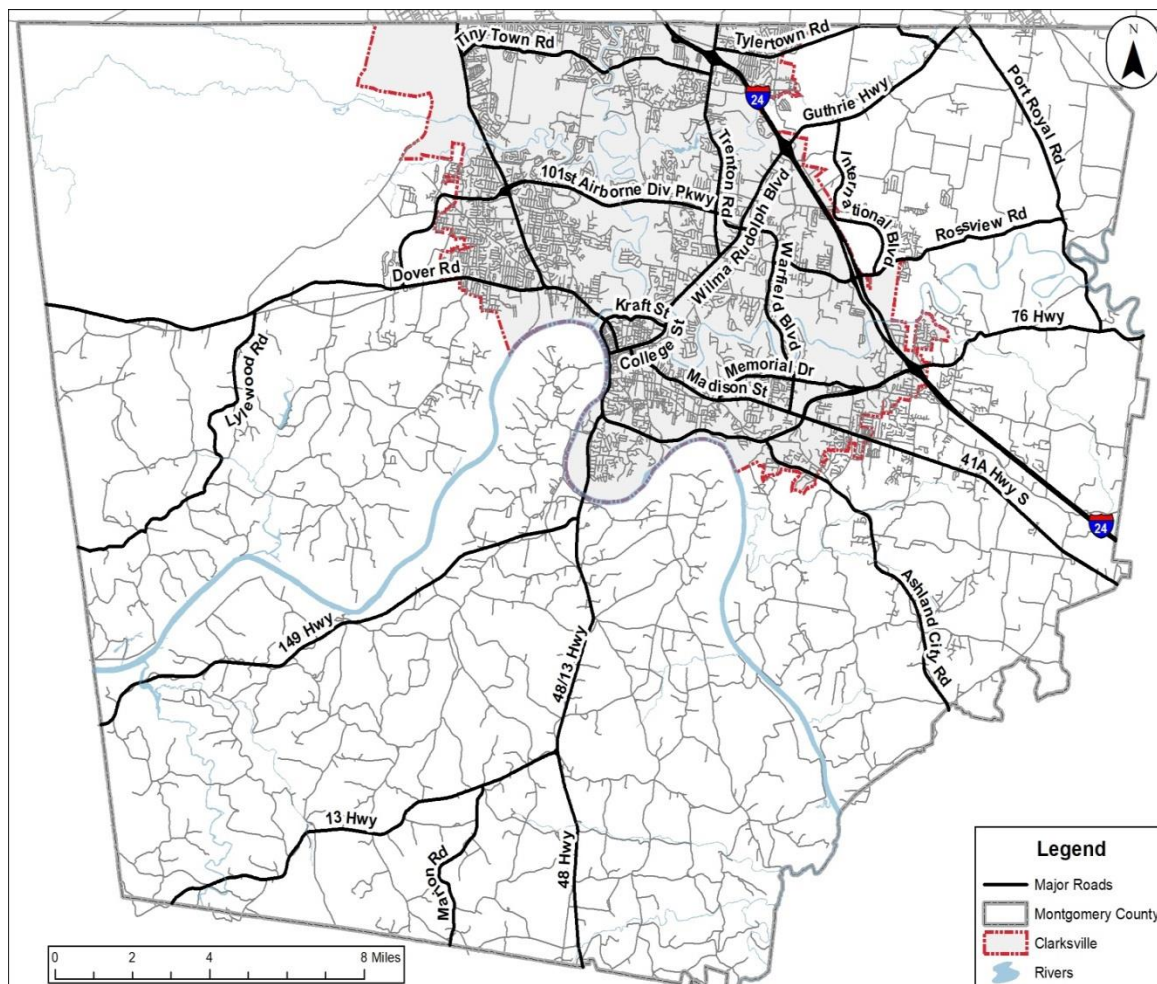 N
Tiny Town Rd
Tylertown Rd
24
Guthrie Hwy
Port Royal Rd
Trenton Rd
International Blvd
101st Airborne Div Pkwy
Wilma Rudolph Blvd
Rossview Rd
Warfield Blvd
Dover Rd
Kraft St
76 Hwy
College St
Memorial Dr
Madison St
Lylewood Rd
41A Hwy S
24
Ashland City Rd
149 Hwy
48/13 Hwy
13 Hwy
Marion Rd
48 Hwy
Legend
Major Roads
Montgomery County
Clarksville
Rivers
0 2 4 8 Miles